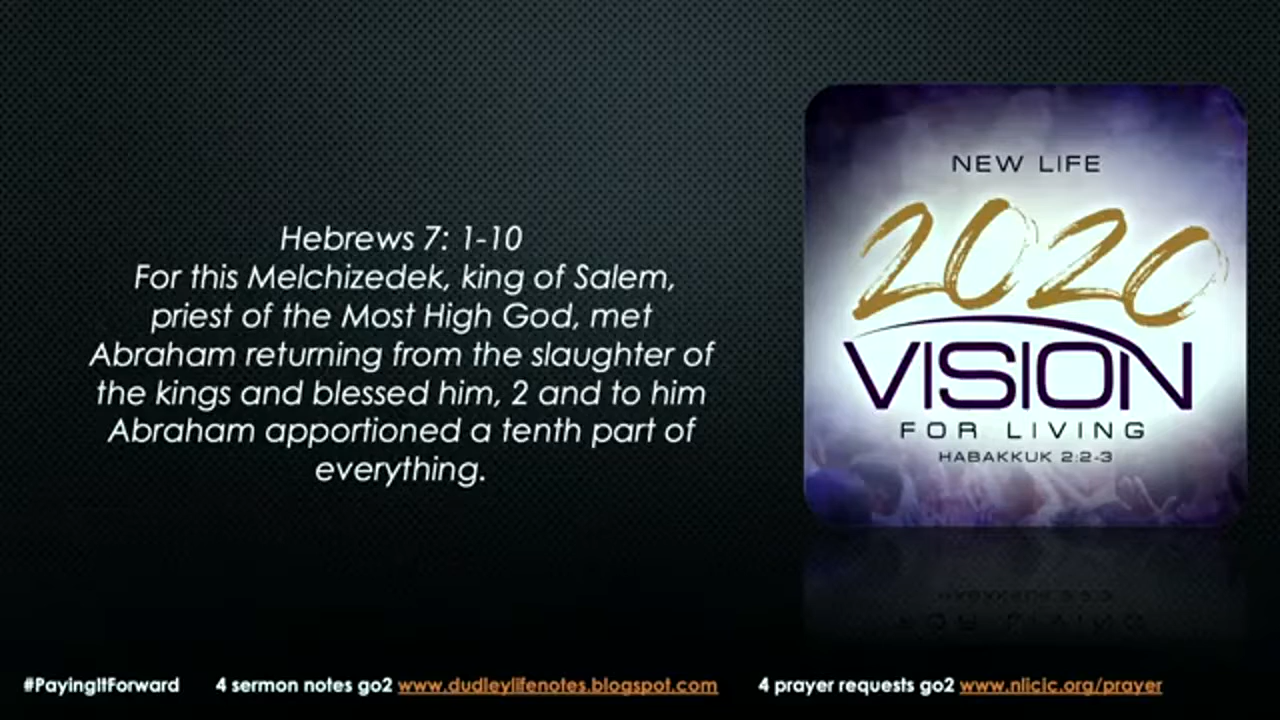 Hebrews 7: 1-10
For this Melchizedek, king of Salem,
priest of the Most High God, met
Abraham returning from the slaughter of
the kings and blessed him, 2 and to him
Abraham apportioned a tenth part of
everything.
NEW LIFE
2020
VISION
FOR LIVING
HABAKKUK 2:2-3
#PayingItForward 4 sermon notes go2 www.dudleylifenotes.blogspot.com 4 prayer requests go2 www.nlicic.org/prayer